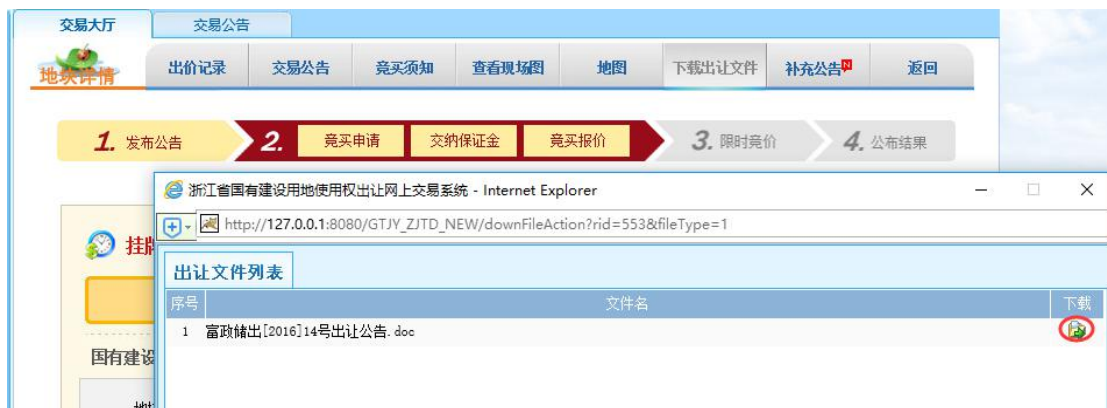 交易大厅 交易公告
地块详情 出价记录 交易公告 竞买须知 查看现场图 地图 下载出让文件 补充公告N 返回
1. 发布公告 2. 竞买申请 交纳保证金 竞买报价 3. 限时竞价 4. 公布结果
浙江省国有建设用地使用权出让网上交易系统 - Internet Explorer
http://127.0.0.1:8080/GTJY_ZJTD_NEW/downFileAction?rid=553&fileType=1
挂牌
出让文件列表
序号 文件名 下载
1 富政储出[2016]14号出让公告.doc
国有建设